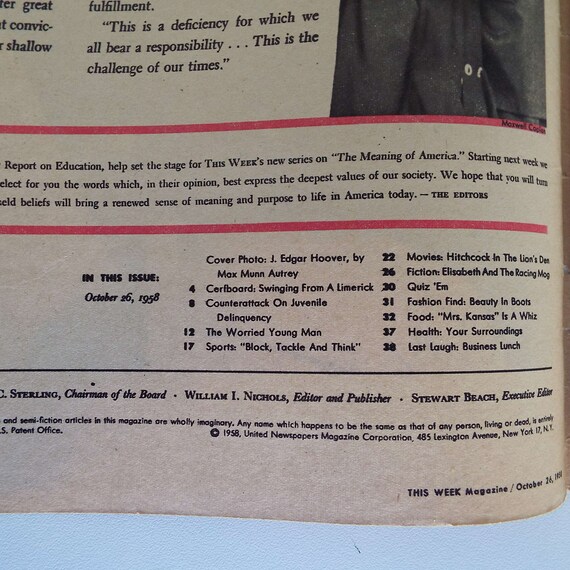 ter great
t convic-
r shallow
fulfillment.
"This is a deficiency for which we
all bear a responsibility . . . This is the
challenge of our times."
Maxwell Coplan
Report on Education, help set the stage for THIS WEEK's new series on "The Meaning of America." Starting next week we
elect for you the words which, in their opinion, best express the deepest values of our society. We hope that you will turn
eld beliefs will bring a renewed sense of meaning and purpose to life in America today. — THE EDITORS
IN THIS ISSUE:
October 26, 1958
Cover Photo: J. Edgar Hoover, by
Max Munn Autrey
4 Cerfboard: Swinging From A Limerick
8 Counterattack On Juvenile
Delinquency
12 The Worried Young Man
17 Sports: "Block, Tackle And Think"
22 Movies: Hitchcock In The Lion's Den
26 Fiction: Elisabeth And The Racing Mog
30 Quiz 'Em
31 Fashion Find: Beauty In Boots
32 Food: "Mrs. Kansas" Is A Whiz
37 Health: Your Surroundings
38 Last Laugh: Business Lunch
C. STERLING, Chairman of the Board · WILLIAM I. NICHOLS, Editor and Publisher · STEWART BEACH, Executive Editor
and semi-fiction articles in this magazine are wholly imaginary. Any name which happens to be the same as that of any person, living or dead, is entirely
.S. Patent Office.
© 1958, United Newspapers Magazine Corporation, 485 Lexington Avenue, New York 17, N. Y.
THIS WEEK Magazine / October 26, 1958